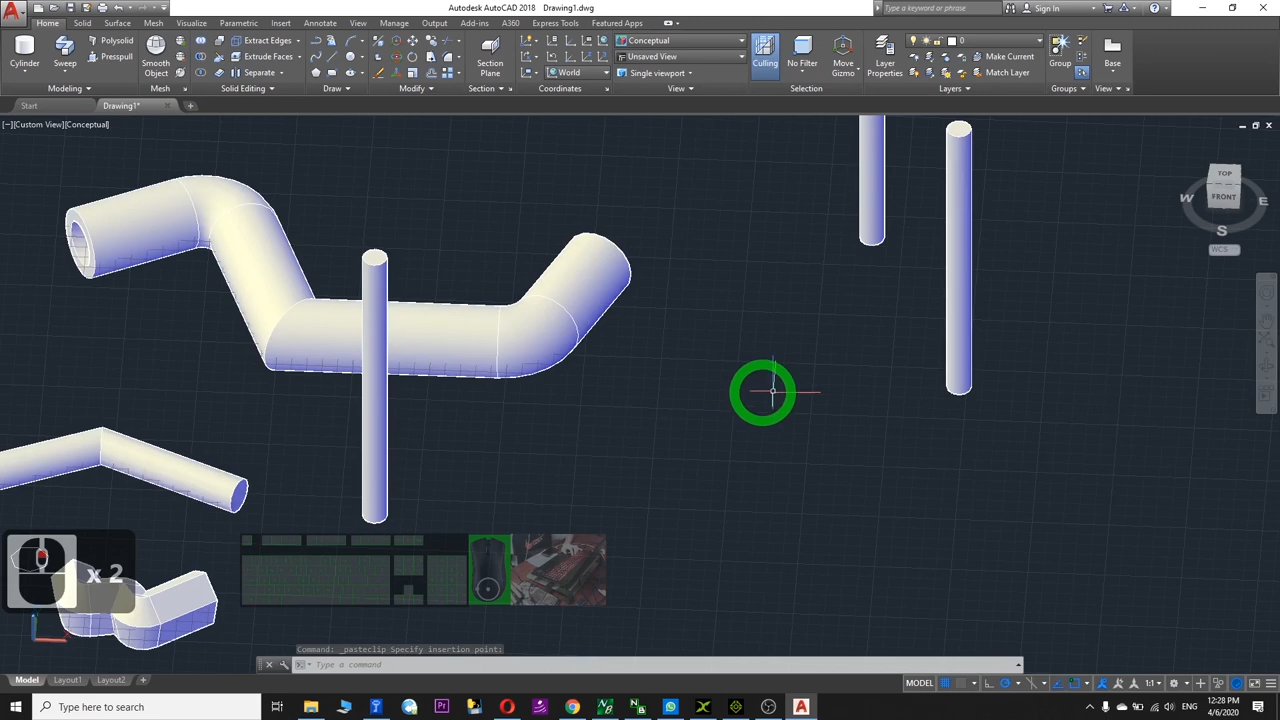 Autodesk AutoCAD 2018 Drawing1.dwg
Type a keyword or phrase
Sign In
Home Solid Surface Mesh Visualize Parametric Insert Annotate View Manage Output Add-ins A360 Express Tools Featured Apps
Cylinder
Sweep
Polysolid
Presspull
Smooth
Object
Extract Edges
Extrude Faces
Separate
Section
Plane
World
Conceptual
Unsaved View
Single viewport
Culling
No Filter
Move
Gizmo
Layer
Properties
0
Make Current
Match Layer
Group
Base
Modeling
Mesh
Solid Editing
Draw
Modify
Section
Coordinates
View
Selection
Layers
Groups
View
Start
Drawing1*
[−][Custom View][Conceptual]
TOP
FRONT
W
E
S
WCS
x 2
Command: _pasteclip Specify insertion point:
Type a command
Model Layout1 Layout2
MODEL
1:1
Type here to search
ENG
12:28 PM
4/6/2020